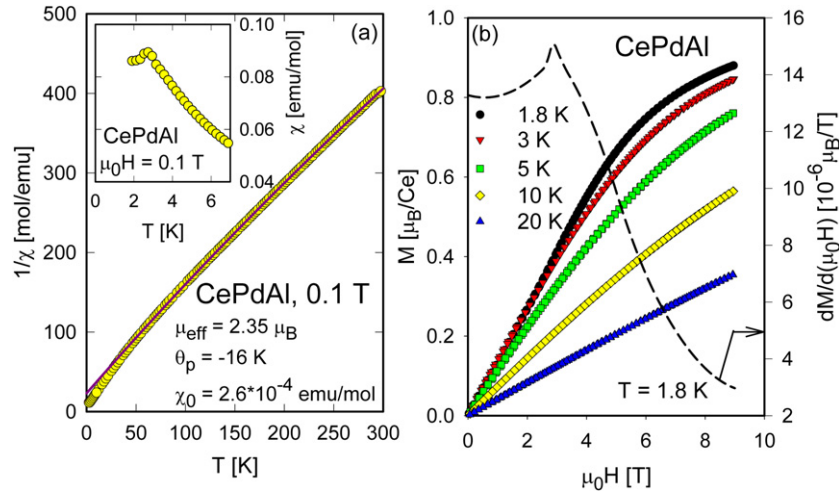 500
400
300
200
100
0
1/χ [mol/emu]
(a)
0.10
0.08
0.06
0.04
χ [emu/mol]
CePdAl
μ0H = 0.1 T
2 4 6
T [K]
CePdAl, 0.1 T
μeff = 2.35 μB
θp = -16 K
χ0 = 2.6*10-4 emu/mol
0 50 100 150 200 250 300
T [K]
1.0
0.8
0.6
0.4
0.2
0.0
M [μB/Ce]
(b)
CePdAl
1.8 K
3 K
5 K
10 K
20 K
T = 1.8 K
16
14
12
10
8
6
4
2
dM/d(μ0H) [10-6μB/T]
0 2 4 6 8 10
μ0H [T]